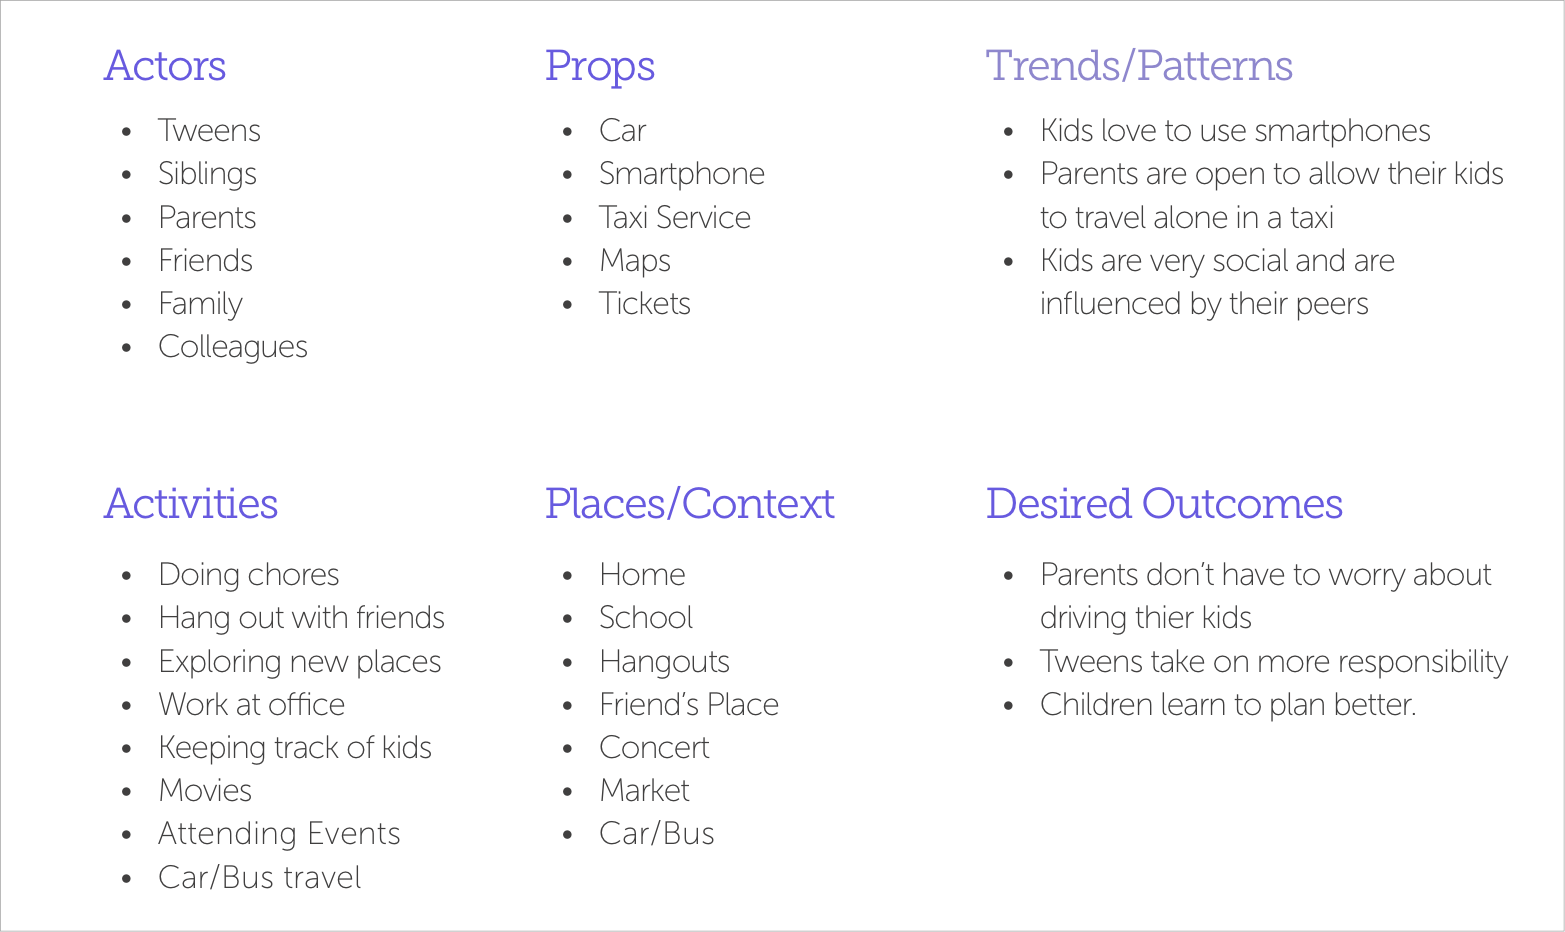 Actors
• Tweens
• Siblings
• Parents
• Friends
• Family
• Colleagues
Props
• Car
• Smartphone
• Taxi Service
• Maps
• Tickets
Trends/Patterns
• Kids love to use smartphones
• Parents are open to allow their kids
to travel alone in a taxi
• Kids are very social and are
influenced by their peers
Activities
• Doing chores
• Hang out with friends
• Exploring new places
• Work at office
• Keeping track of kids
• Movies
• Attending Events
• Car/Bus travel
Places/Context
• Home
• School
• Hangouts
• Friend’s Place
• Concert
• Market
• Car/Bus
Desired Outcomes
• Parents don’t have to worry about
driving thier kids
• Tweens take on more responsibility
• Children learn to plan better.